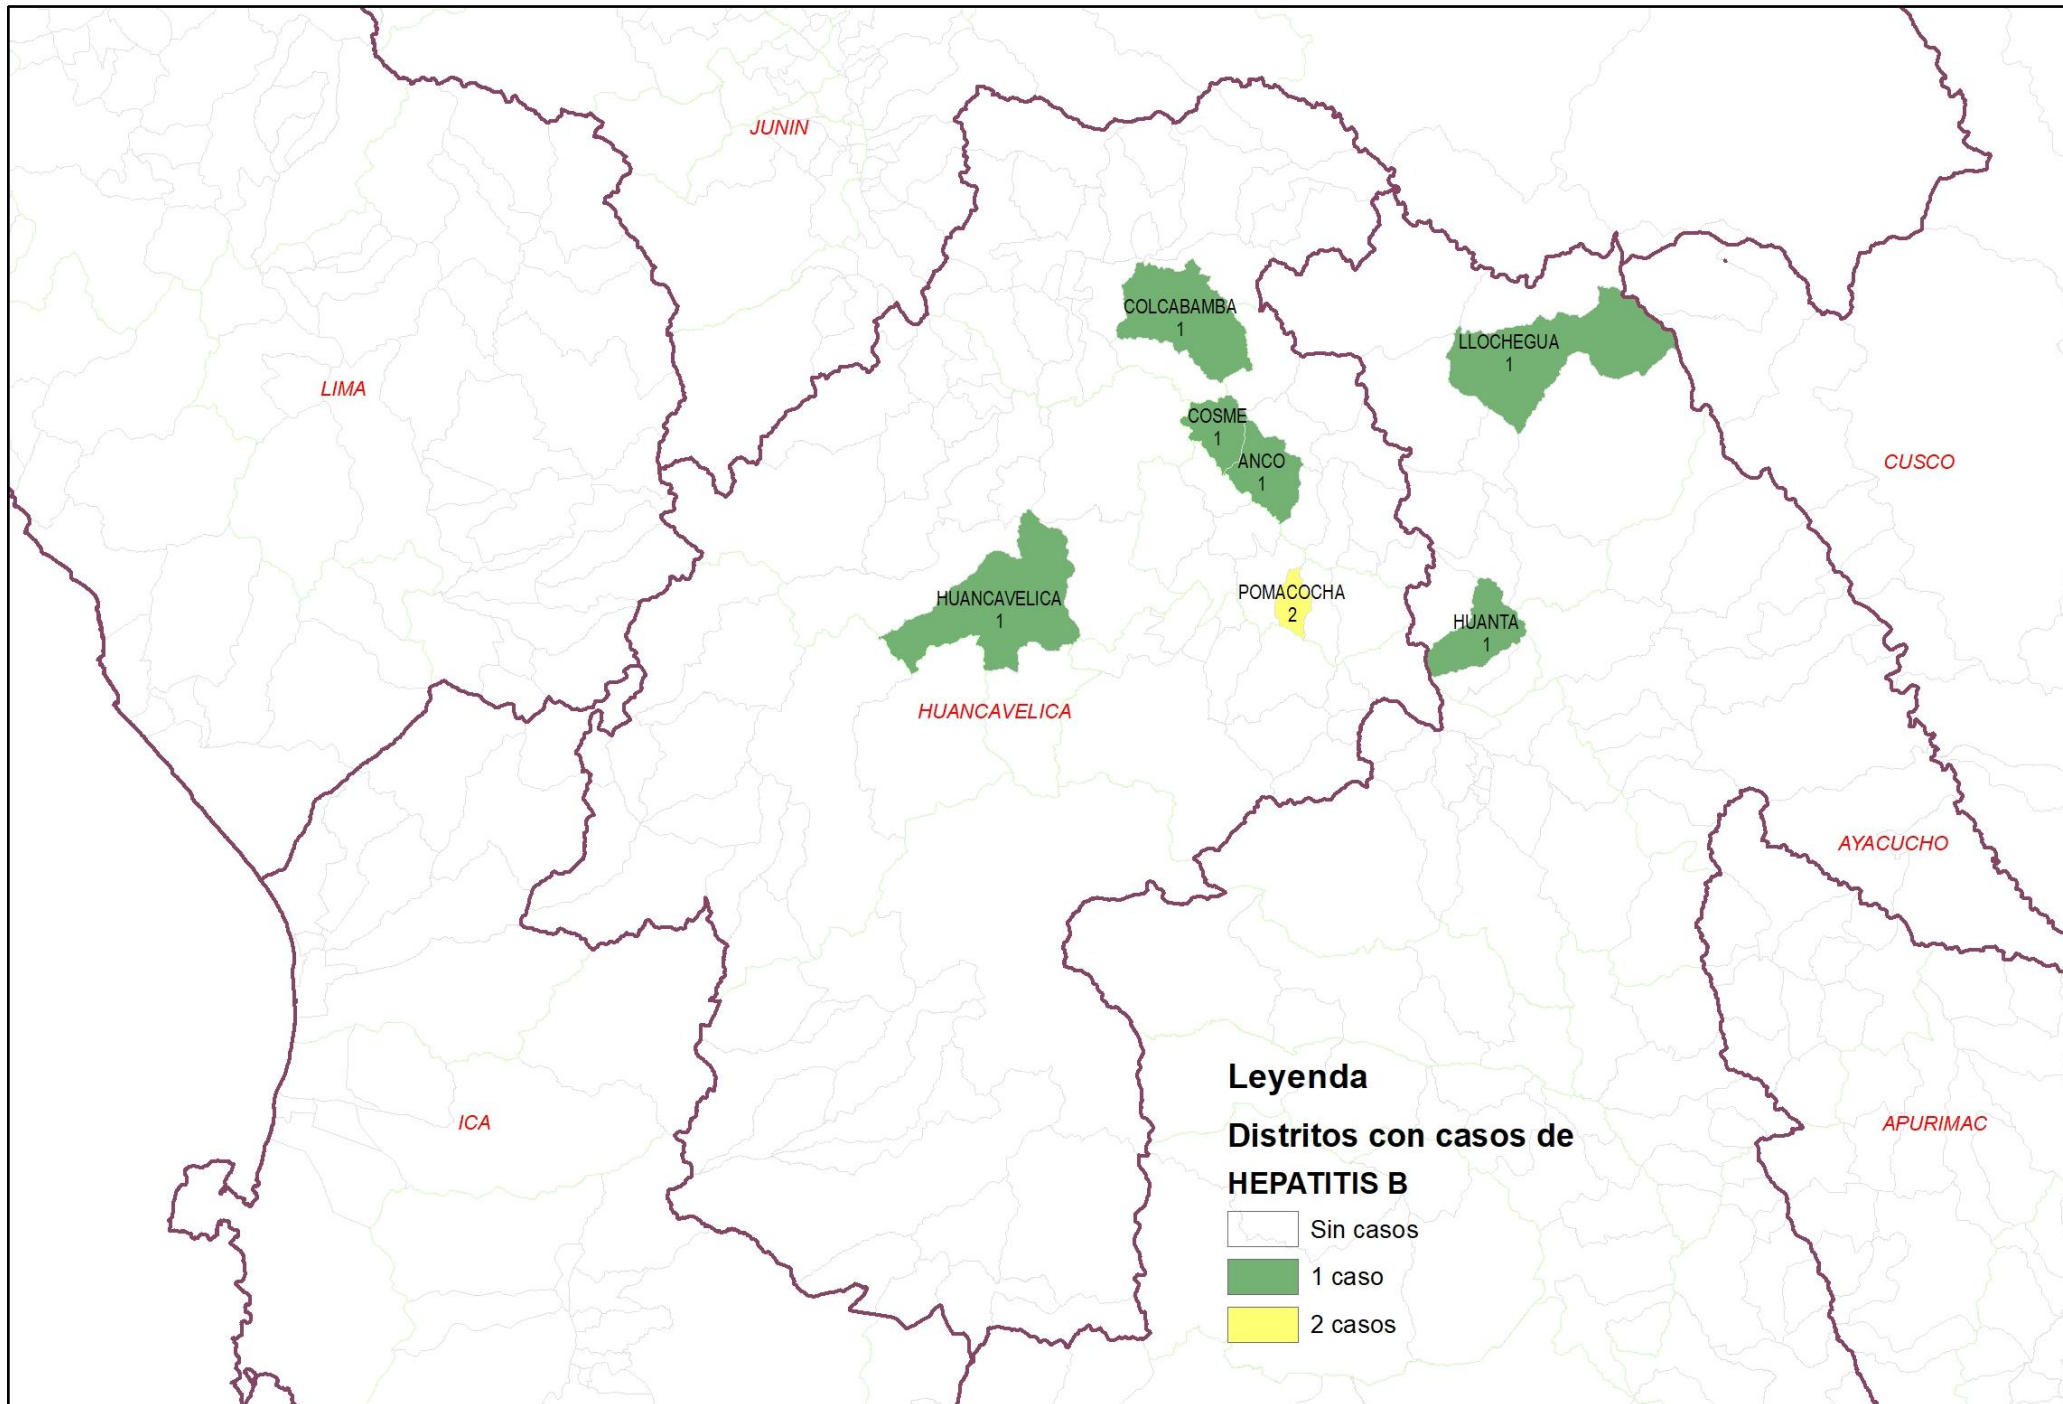 JUNIN
LIMA
COLCABAMBA
1
LLOCHEGUA
1
COSME
1
ANCO
1
CUSCO
HUANCAVELICA
1
POMACOCHA
2
HUANTA
1
HUANCAVELICA
AYACUCHO
ICA
APURIMAC
Leyenda
Distritos con casos de
HEPATITIS B
Sin casos
1 caso
2 casos